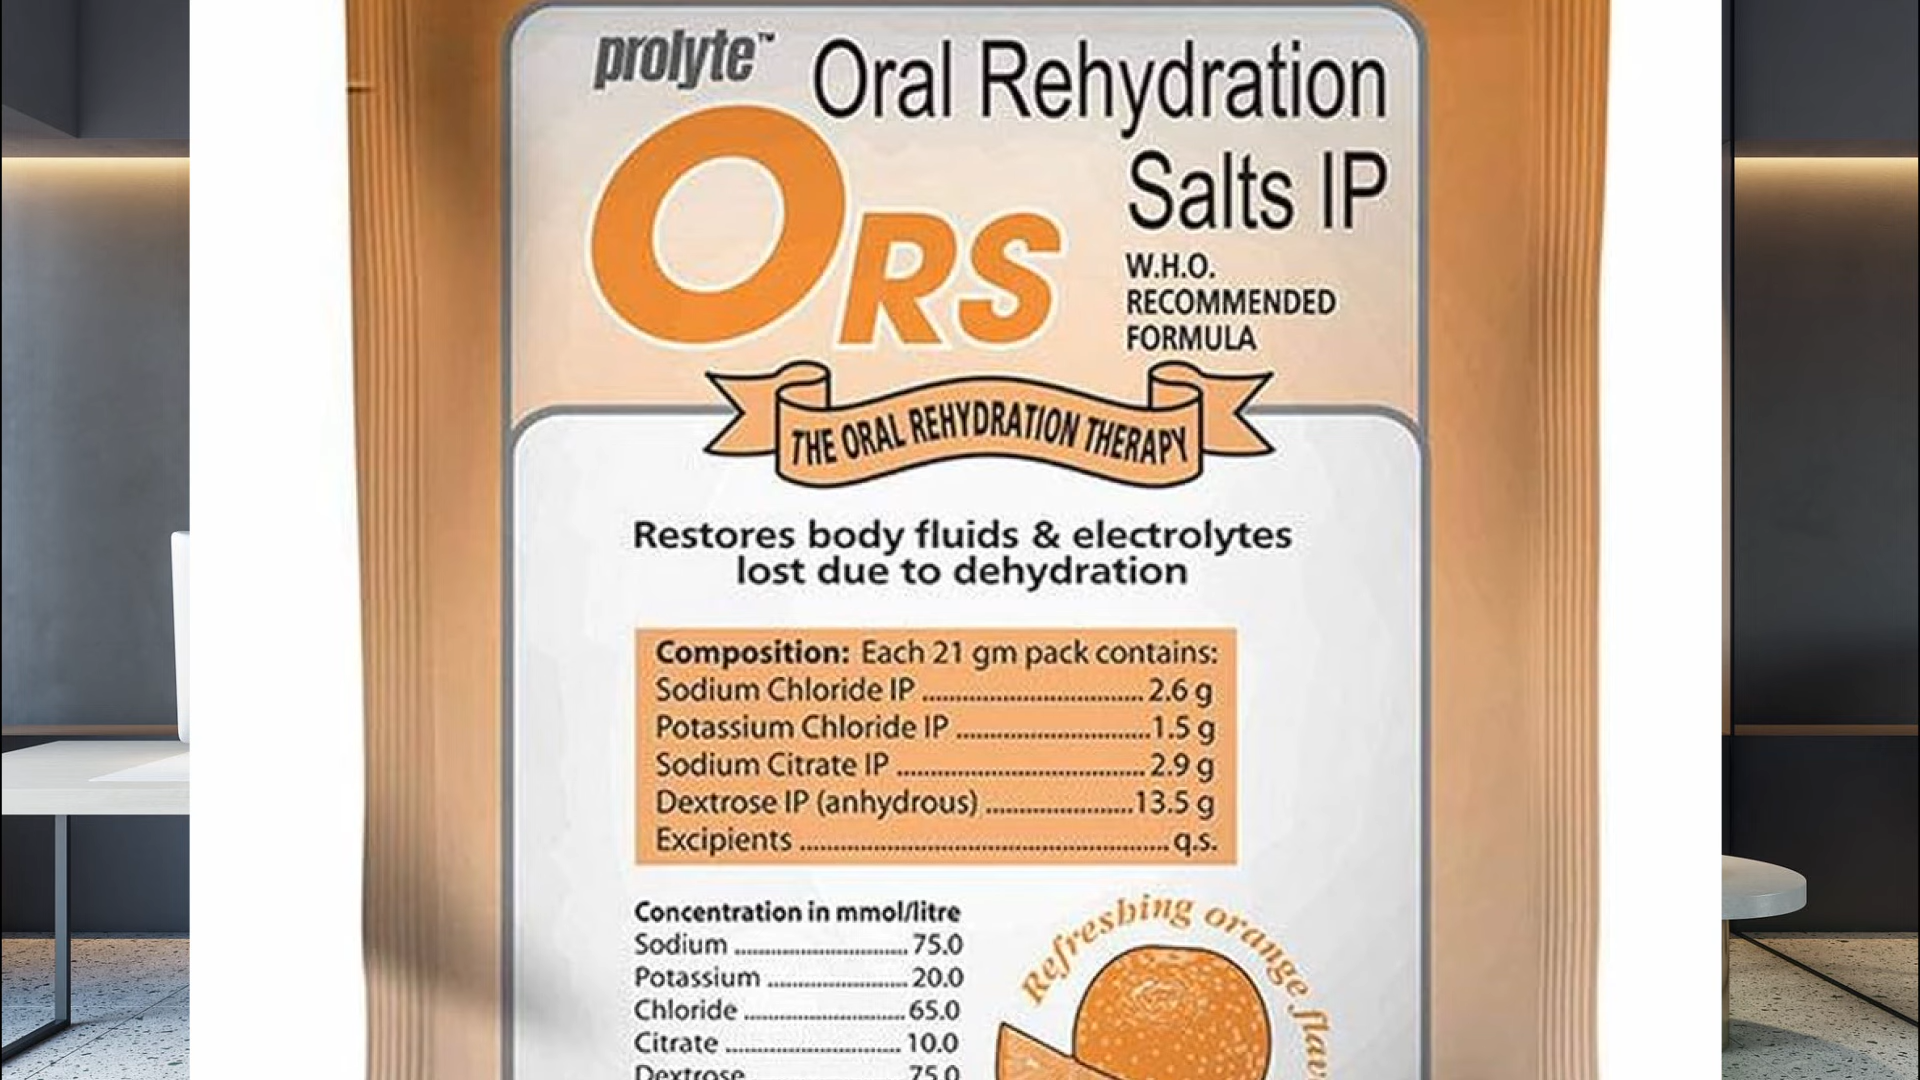 prolyte™ Oral Rehydration
Salts IP
ORS
W.H.O.
RECOMMENDED
FORMULA
THE ORAL REHYDRATION THERAPY
Restores body fluids & electrolytes
lost due to dehydration
Composition: Each 21 gm pack contains:
Sodium Chloride IP ................................ 2.6 g
Potassium Chloride IP ............................ 1.5 g
Sodium Citrate IP .................................... 2.9 g
Dextrose IP (anhydrous) ..................... 13.5 g
Excipients ...................................................... q.s.
Concentration in mmol/litre
Sodium ............................... 75.0
Potassium ......................... 20.0
Chloride ............................. 65.0
Citrate ................................ 10.0
Dextrose 75.0
Refreshing orange